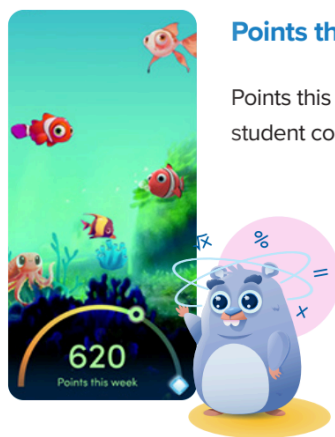 Points th
Points this
student co
√x
%
=
x
620
Points this week